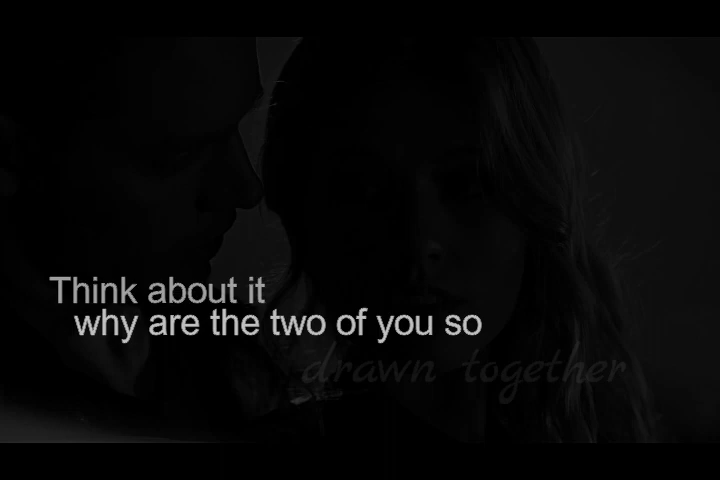 Think about it
why are the two of you so
drawn together